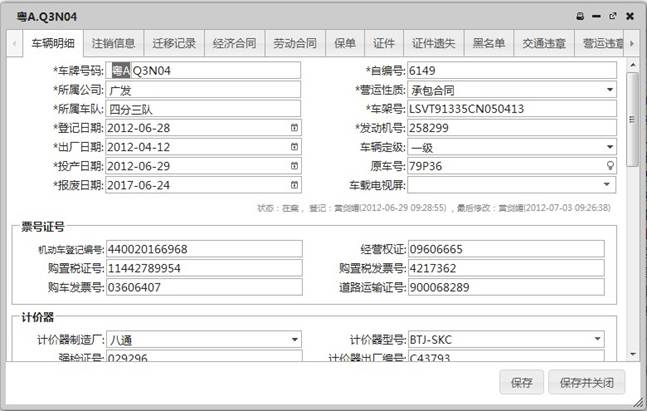 粤A.Q3N04
车辆明细 注销信息 迁移记录 经济合同 劳动合同 保单 证件 证件遗失 黑名单 交通违章 营运违章
*车牌号码: 粤A Q3N04 *自编号: 6149
*所属公司: 广发 *营运性质: 承包合同
*所属车队: 四分三队 *车架号: LSVT91335CN050413
*登记日期: 2012-06-28 *发动机号: 258299
*出厂日期: 2012-04-12 车辆定级: 一级
*投产日期: 2012-06-29 原车号: 79P36
*报废日期: 2017-06-24 车载电视屏:
状态：在营，登记：黄剑珊(2012-06-29 09:28:55)，最后修改：黄剑珊(2012-07-03 09:26:38)
票号证号
机动车登记编号: 440020166968 经营权证: 09606665
购置税证号: 11442789954 购置税发票号: 4217362
购车发票号: 03606407 道路运输证号: 900068289
计价器
计价器制造厂: 八通 计价器型号: BTJ-SKC
强检证号: 029296 计价器出厂编号: C43793
保存 保存并关闭